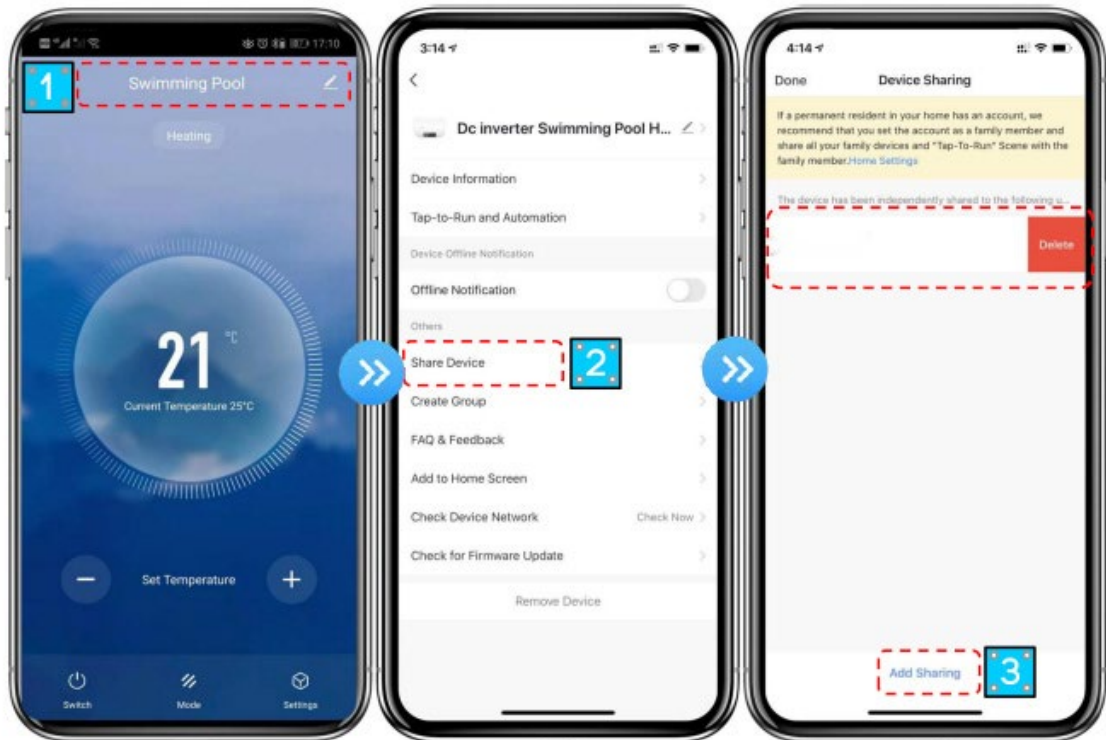 17:10
1
Swimming Pool
Heating
21 °C
Current Temperature 25°C
Set Temperature
Switch
Mode
Settings
3:14
Dc inverter Swimming Pool H...
Device Information
Tap-to-Run and Automation
Device Offline Notification
Offline Notification
Others
Share Device
2
Create Group
FAQ & Feedback
Add to Home Screen
Check Device Network Check Now
Check for Firmware Update
Remove Device
4:14
Done Device Sharing
If a permanent resident in your home has an account, we
recommend that you set the account as a family member and
share all your family devices and "Tap-To-Run" Scene with the
family member.Home Settings
The device has been independently shared to the following u...
Delete
Add Sharing
3